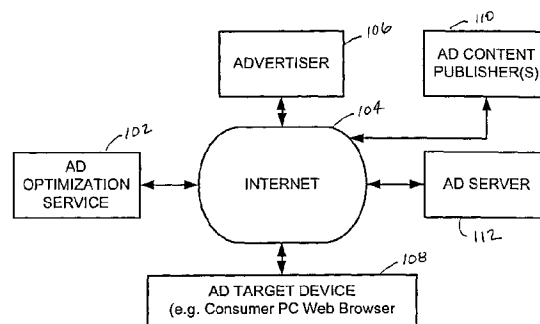 106
ADVERTISER
110
AD CONTENT
PUBLISHER(S)
104
102
AD
OPTIMIZATION
SERVICE
INTERNET
AD SERVER
112
108
AD TARGET DEVICE
(e.g. Consumer PC Web Browser